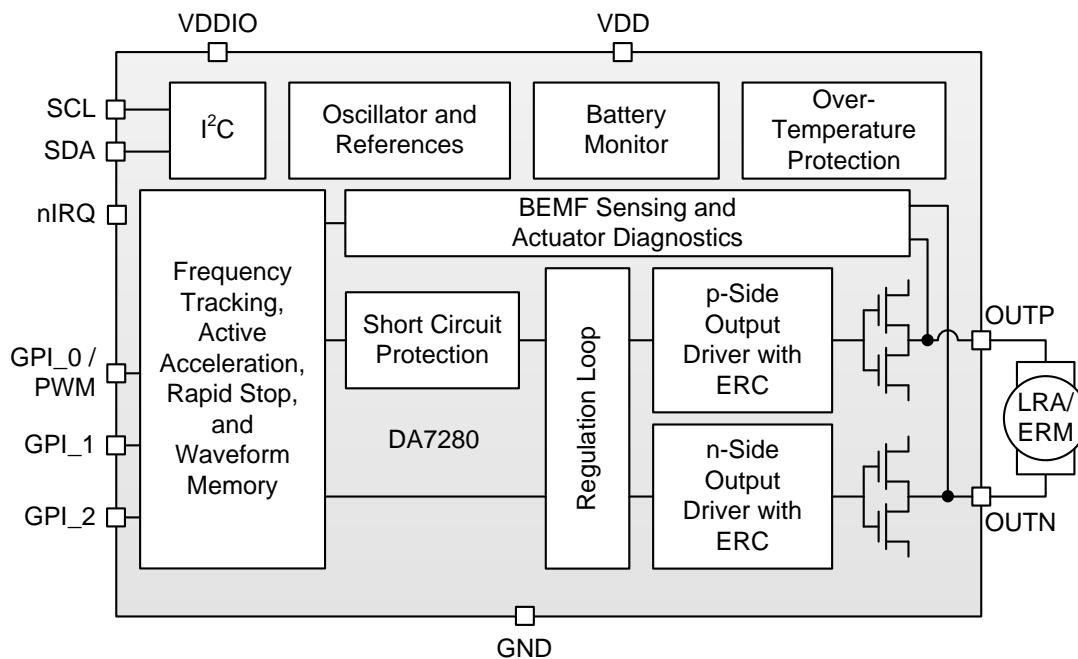 VDDIO
VDD
SCL
SDA
nIRQ
GPI_0 /
PWM
GPI_1
GPI_2
I²C
Oscillator and
References
Battery
Monitor
Over-
Temperature
Protection
BEMF Sensing and
Actuator Diagnostics
Frequency
Tracking,
Active
Acceleration,
Rapid Stop,
and
Waveform
Memory
Short Circuit
Protection
DA7280
Regulation Loop
p-Side
Output
Driver with
ERC
n-Side
Output
Driver with
ERC
OUTP
LRA/
ERM
OUTN
GND